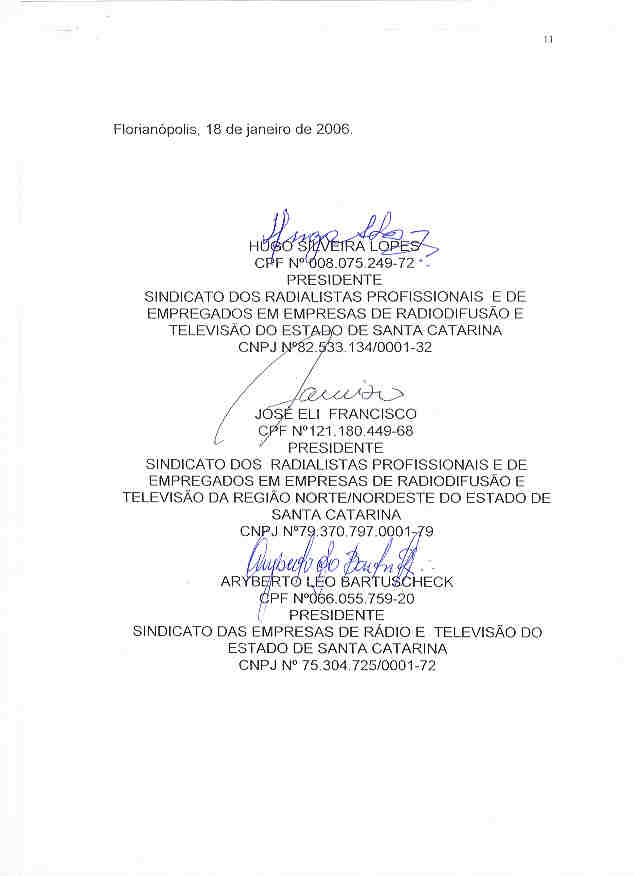 11
Florianópolis, 18 de janeiro de 2006.
HUGO SILVEIRA LOPES
CPF Nº 008.075.249-72
PRESIDENTE
SINDICATO DOS RADIALISTAS PROFISSIONAIS E DE
EMPREGADOS EM EMPRESAS DE RADIODIFUSÃO E
TELEVISÃO DO ESTADO DE SANTA CATARINA
CNPJ Nº82.533.134/0001-32
JOSÉ ELI FRANCISCO
CPF Nº121.180.449-68
PRESIDENTE
SINDICATO DOS RADIALISTAS PROFISSIONAIS E DE
EMPREGADOS EM EMPRESAS DE RADIODIFUSÃO E
TELEVISÃO DA REGIÃO NORTE/NORDESTE DO ESTADO DE
SANTA CATARINA
CNPJ Nº79.370.797.0001-79
ARYBERTO LÉO BARTUSCHECK
CPF Nº066.055.759-20
PRESIDENTE
SINDICATO DAS EMPRESAS DE RÁDIO E TELEVISÃO DO
ESTADO DE SANTA CATARINA
CNPJ Nº 75.304.725/0001-72